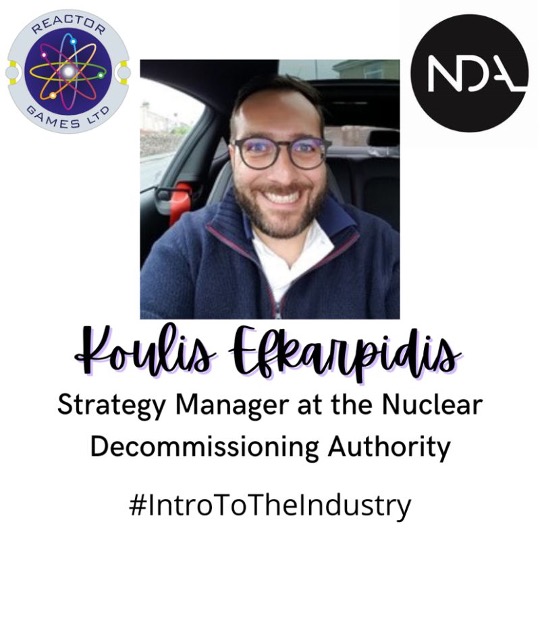 REACTOR
GAMES LTD
NDA
Koulis Efkarpidis
Strategy Manager at the Nuclear
Decommissioning Authority
#IntroToTheIndustry